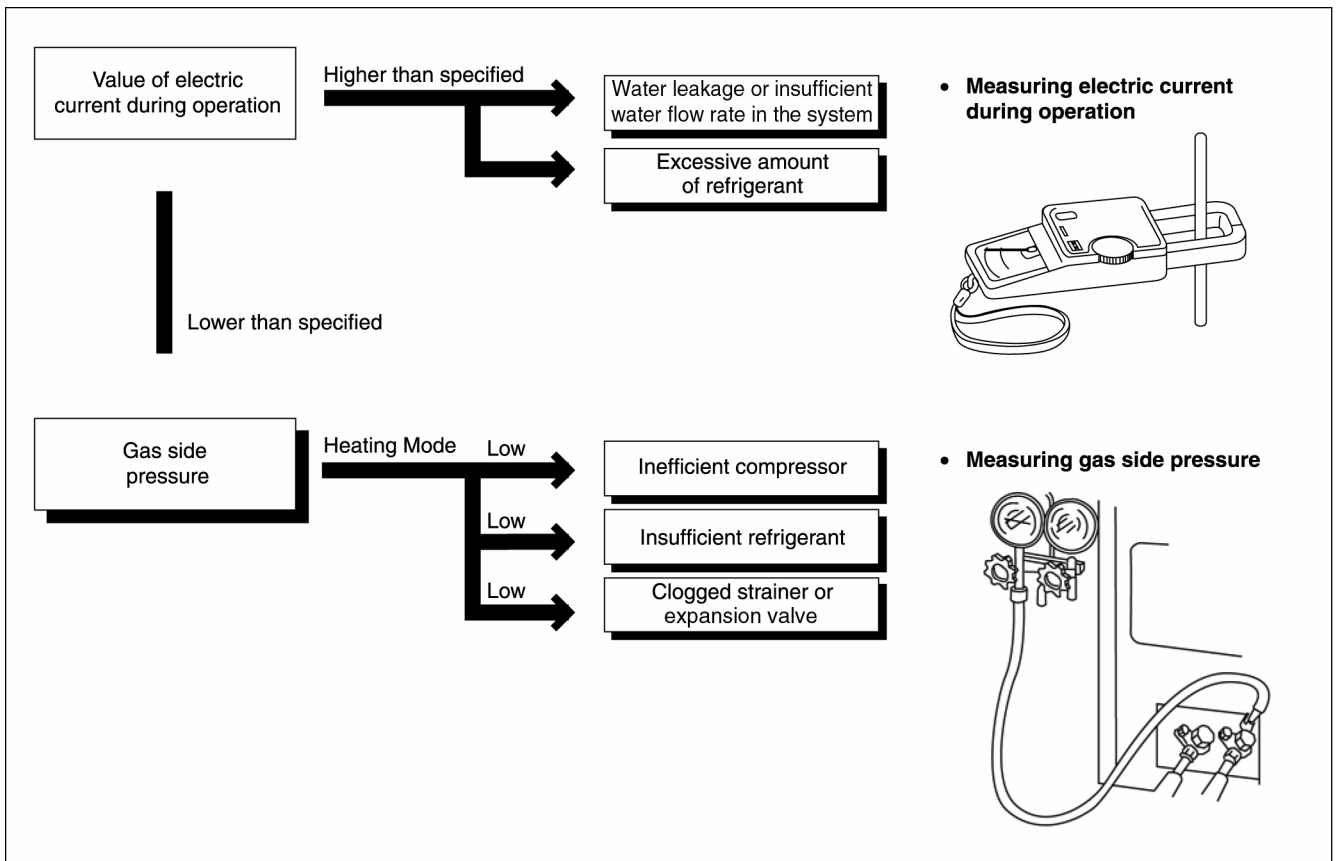 Value of electric
current during operation
Higher than specified
Water leakage or insufficient
water flow rate in the system
Excessive amount
of refrigerant
• Measuring electric current
during operation
Lower than specified
Gas side
pressure
Heating Mode
Low
Inefficient compressor
Low
Insufficient refrigerant
Low
Clogged strainer or
expansion valve
• Measuring gas side pressure